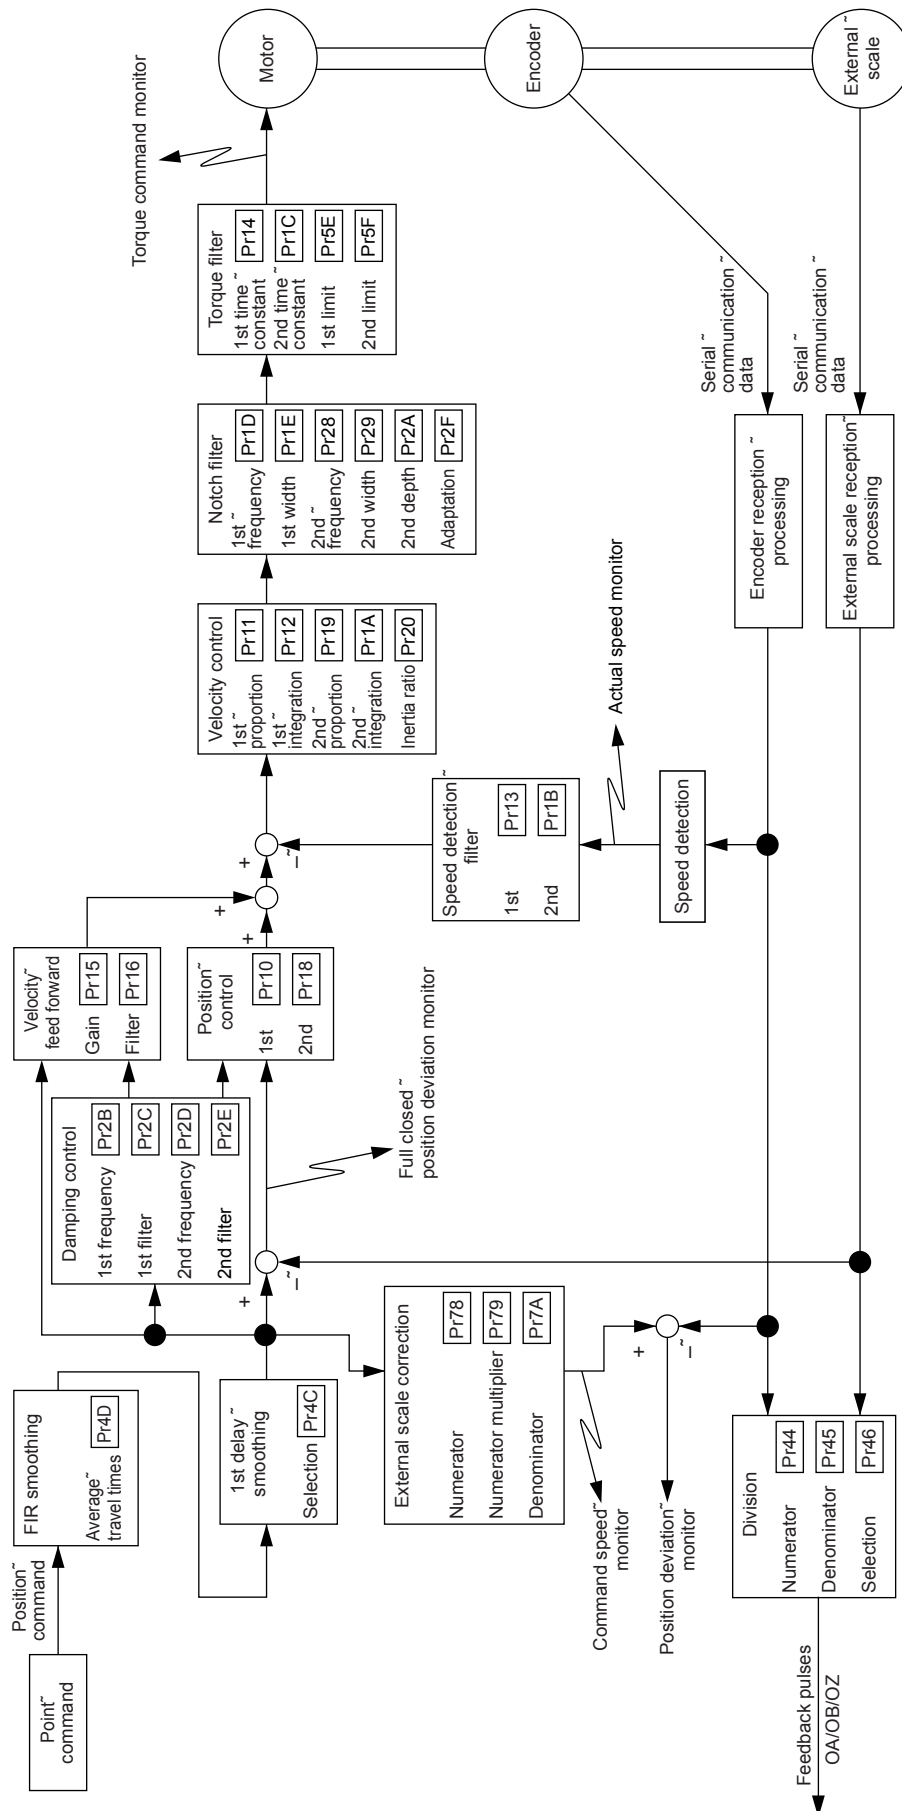 Point~
command
Position~
command
FIR smoothing
Average~
travel times
Pr4D
1st delay~
smoothing
Selection
Pr4C
Damping control
1st frequency
Pr2B
1st filter
Pr2C
2nd frequency
Pr2D
2nd filter
Pr2E
Velocity~
feed forward
Gain
Pr15
Filter
Pr16
Position~
control
1st
Pr10
2nd
Pr18
+
–~
+
+
+
–~
Full closed~
position deviation monitor
Velocity control
1st~
proportion
Pr11
1st~
integration
Pr12
2nd~
proportion
Pr19
2nd~
integration
Pr1A
Inertia ratio
Pr20
Notch filter
1st~
frequency
Pr1D
1st width
Pr1E
2nd~
frequency
Pr28
2nd width
Pr29
2nd depth
Pr2A
Adaptation
Pr2F
Torque filter
1st time~
constant
Pr14
2nd time~
constant
Pr1C
1st limit
Pr5E
2nd limit
Pr5F
Torque command monitor
Motor
Encoder
External~
scale
External scale correction
Numerator
Pr78
Numerator multiplier
Pr79
Denominator
Pr7A
Command speed~
monitor
+
–~
Position deviation~
monitor
Speed detection~
filter
1st
Pr13
2nd
Pr1B
Actual speed monitor
Speed detection
Serial~
communication~
data
Serial~
communication~
data
Encoder reception~
processing
External scale reception~
processing
Division
Numerator
Pr44
Denominator
Pr45
Selection
Pr46
Feedback pulses
OA/OB/OZ